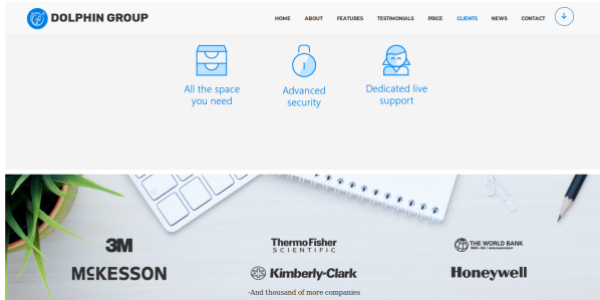 DOLPHIN GROUP
HOME ABOUT FEATURES TESTIMONIALS PRICE CLIENTS NEWS CONTACT
All the space
you need
Advanced
security
Dedicated live
support
3M
ThermoFisher
SCIENTIFIC
THE WORLD BANK
McKESSON
Kimberly-Clark
Honeywell
-And thousand of more companies